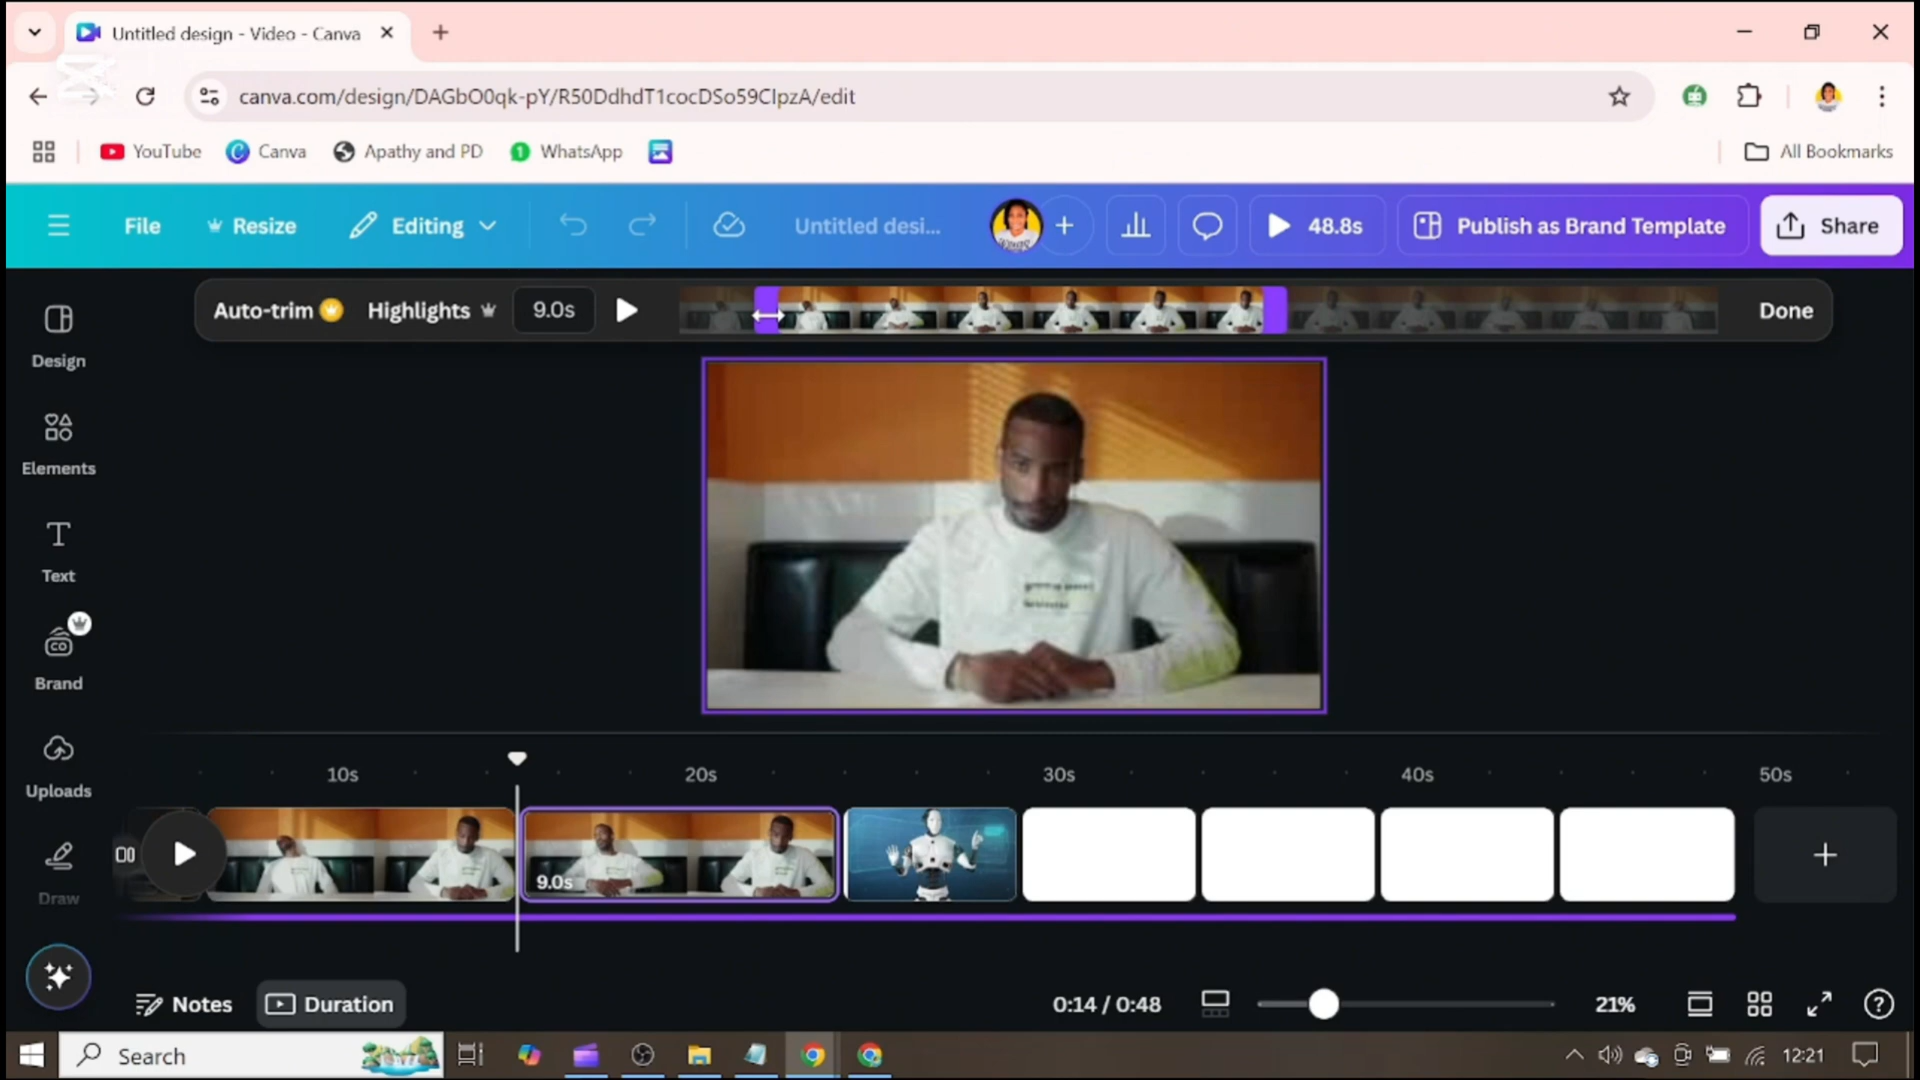 Untitled design - Video - Canva
canva.com/design/DAGbO0qk-pY/R50DdhdT1cocDSo59CIpzA/edit
YouTube
Canva
Apathy and PD
WhatsApp
All Bookmarks
File
Resize
Editing
Untitled desi...
48.8s
Publish as Brand Template
Share
Auto-trim
Highlights
9.0s
Done
Design
Elements
Text
Brand
Uploads
Draw
10s
20s
30s
40s
50s
9.0s
Notes
Duration
0:14 / 0:48
21%
Search
12:21